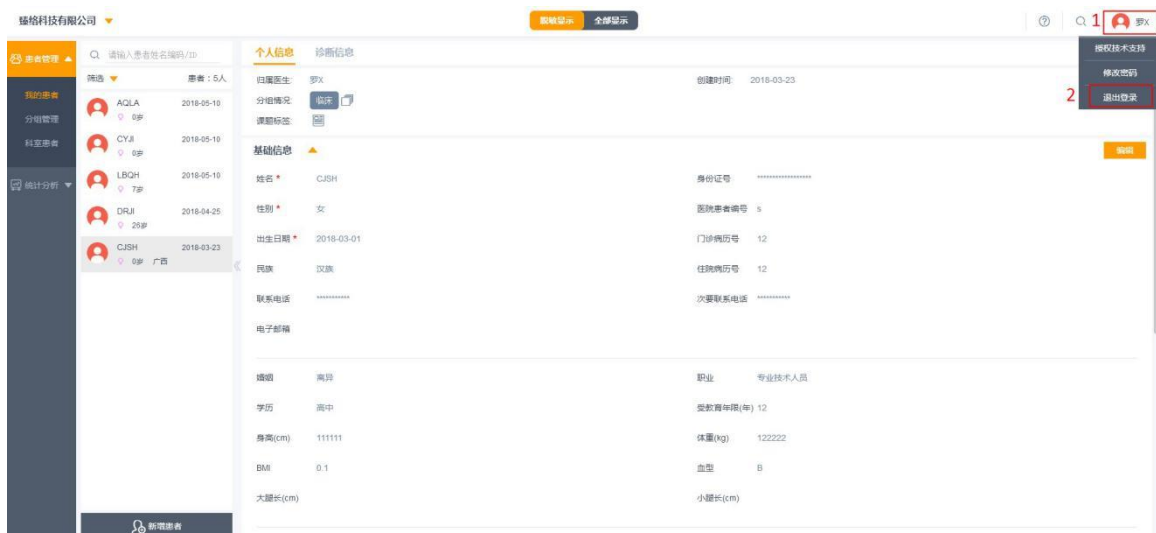 臻络科技有限公司
脱敏显示 全部显示
1 罗X
授权技术支持
修改密码
2 退出登录
患者管理
我的患者
分组管理
科室患者
统计分析
请输入患者姓名编码/ID
筛选 患者：5人
AQLA 2018-05-10
0岁
CYJI 2018-05-10
0岁
LBQH 2018-05-10
7岁
DRJI 2018-04-25
26岁
CJSH 2018-03-23
0岁 广西
新增患者
个人信息 诊断信息
归属医生: 罗X 创建时间: 2018-03-23
分组情况: 临床
课题标签:
基础信息 编辑
姓名* CJSH 身份证号 ******************
性别* 女 医院患者编号 s
出生日期* 2018-03-01 门诊病历号 12
民族 汉族 住院病历号 12
联系电话 *********** 次要联系电话 ***********
电子邮箱
婚姻 离异 职业 专业技术人员
学历 高中 受教育年限(年) 12
身高(cm) 111111 体重(kg) 122222
BMI 0.1 血型 B
大腿长(cm) 小腿长(cm)